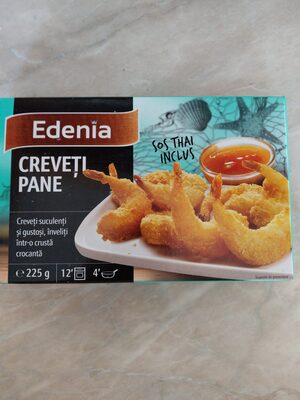 Edenia
CREVEȚI
PANE
SOS THAI
INCLUS
Creveți suculenți
și gustoși, înveliți
într-o crustă
crocantă
225 g 12' 4'